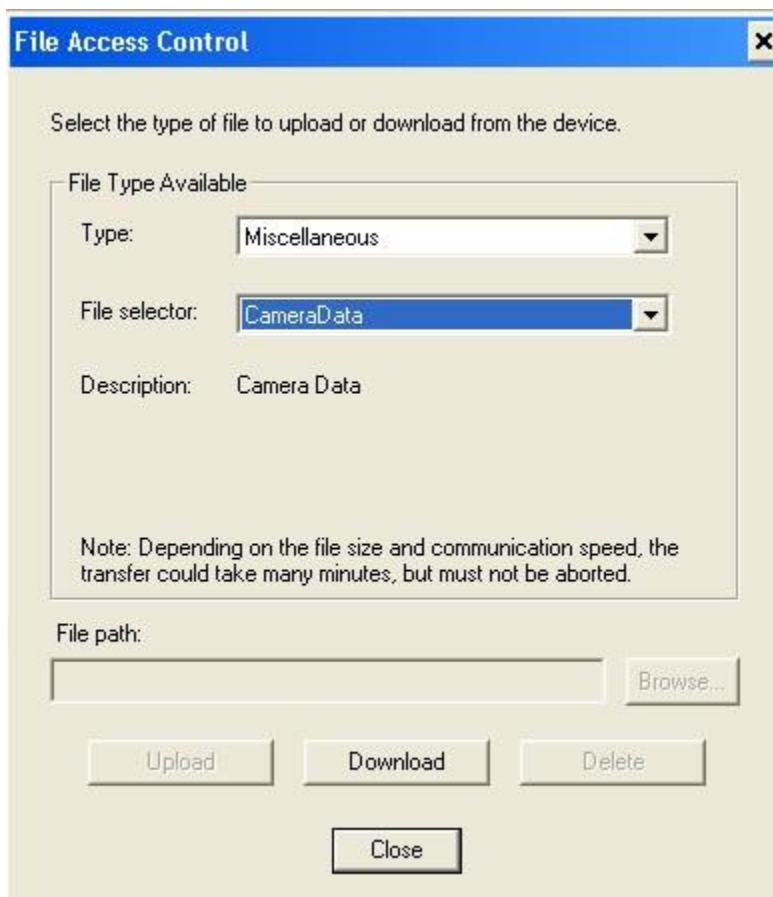 File Access Control
Select the type of file to upload or download from the device.
File Type Available
Type:
Miscellaneous
File selector:
CameraData
Description:
Camera Data
Note: Depending on the file size and communication speed, the
transfer could take many minutes, but must not be aborted.
File path:
Browse...
Upload
Download
Delete
Close